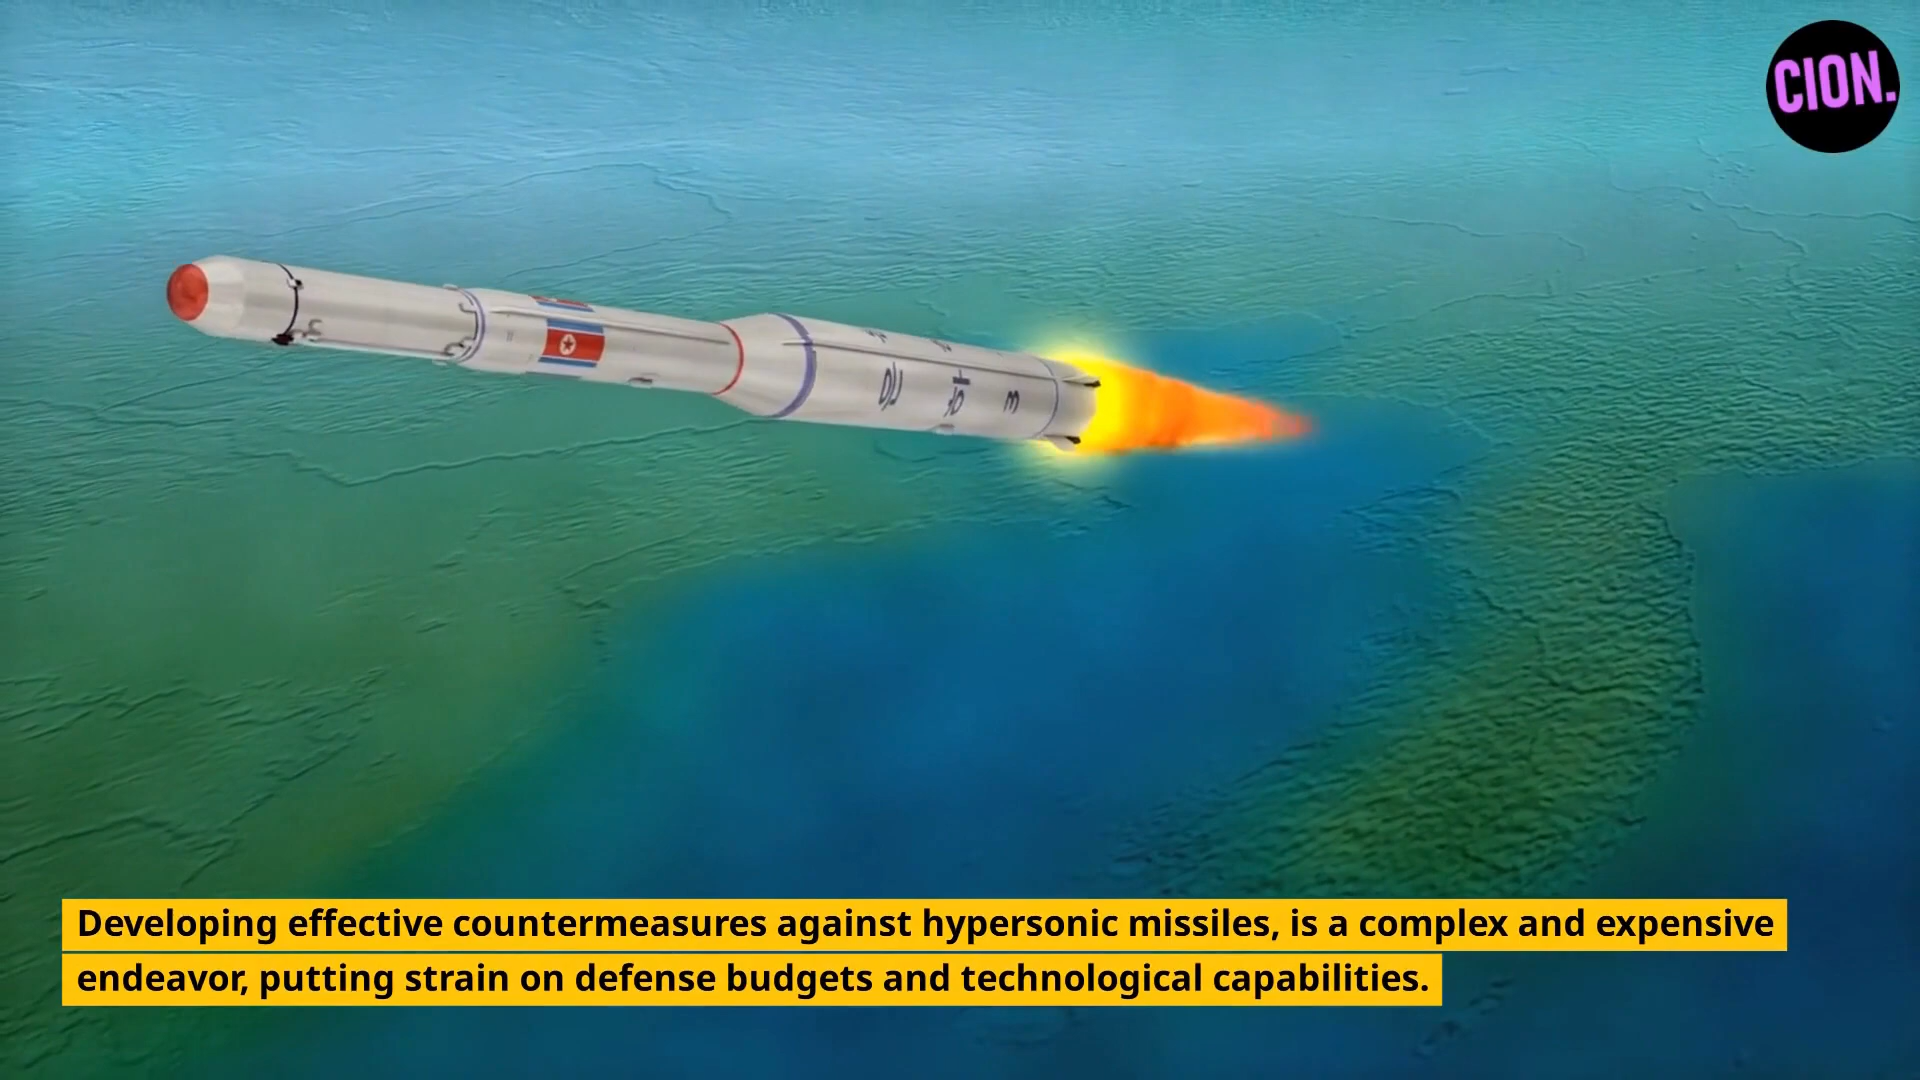 CION.
Developing effective countermeasures against hypersonic missiles, is a complex and expensive
endeavor, putting strain on defense budgets and technological capabilities.